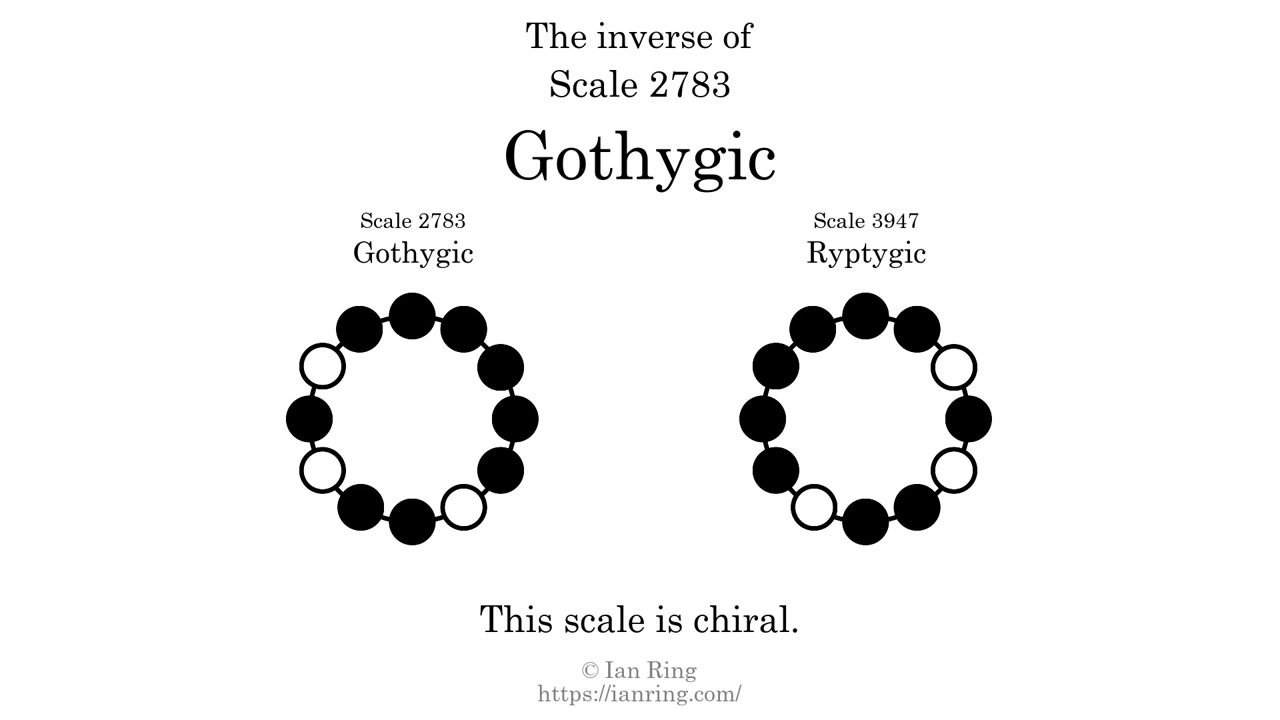 The inverse of
Scale 2783
Gothygic
Scale 2783
Gothygic
Scale 3947
Ryptygic
This scale is chiral.
© Ian Ring
https://ianring.com/